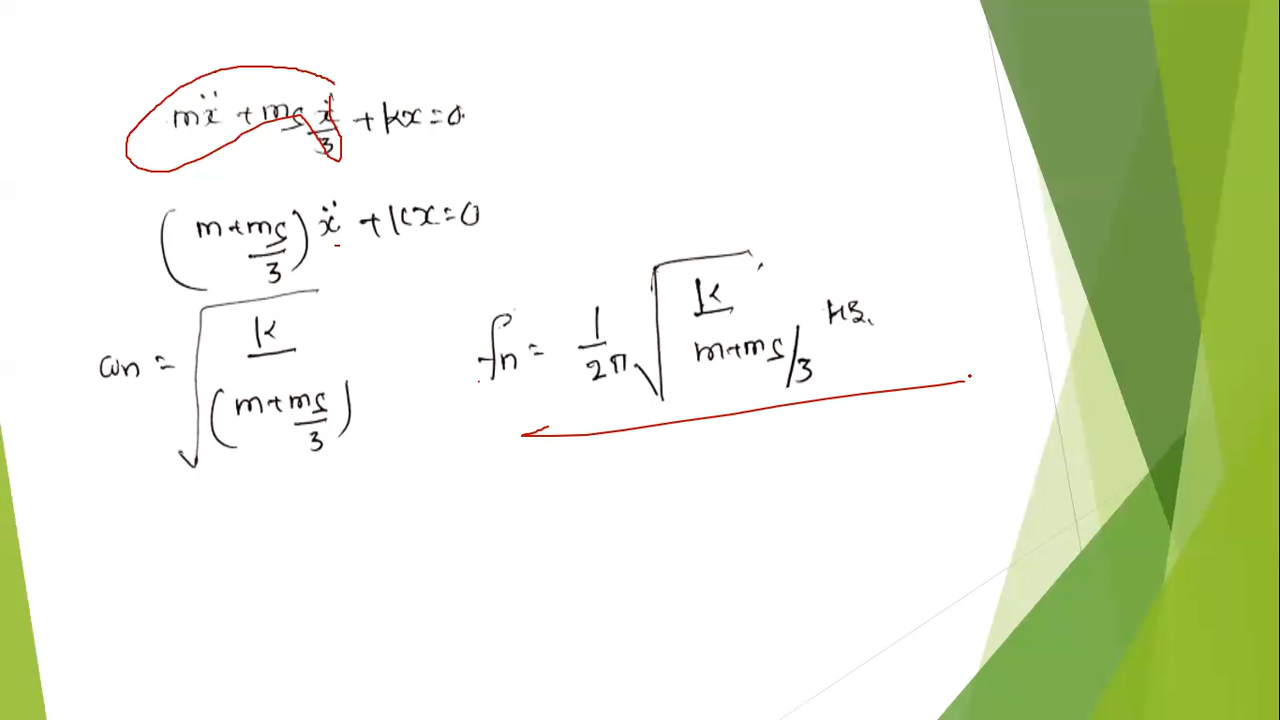 mẍ + ms ẍ/3 + kx = 0
(m + ms/3) ẍ + kx = 0
ωn = √(k/(m + ms/3))
fn = 1/2π √(k/(m + ms/3)) Hz.